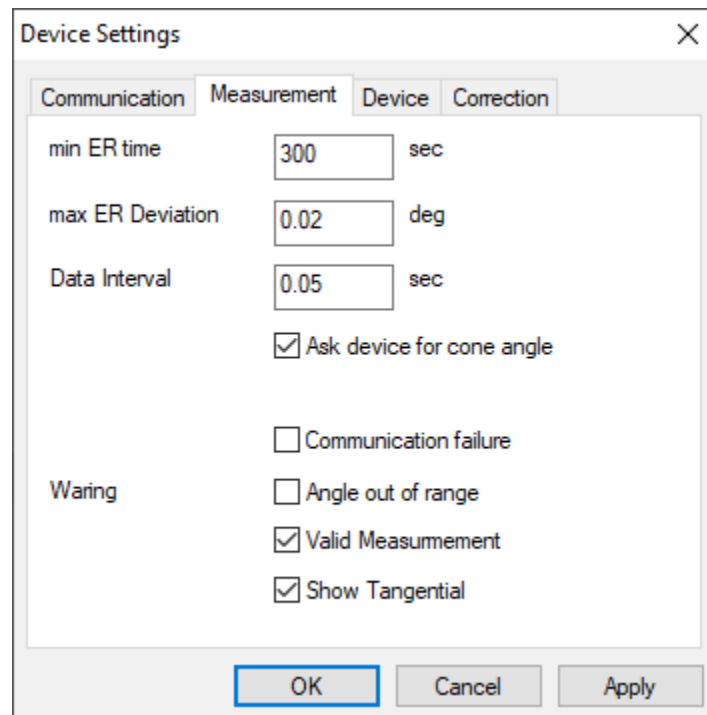 Device Settings
Communication Measurement Device Correction
min ER time 300 sec
max ER Deviation 0.02 deg
Data Interval 0.05 sec
Ask device for cone angle
Communication failure
Waring Angle out of range
Valid Measurmement
Show Tangential
OK Cancel Apply